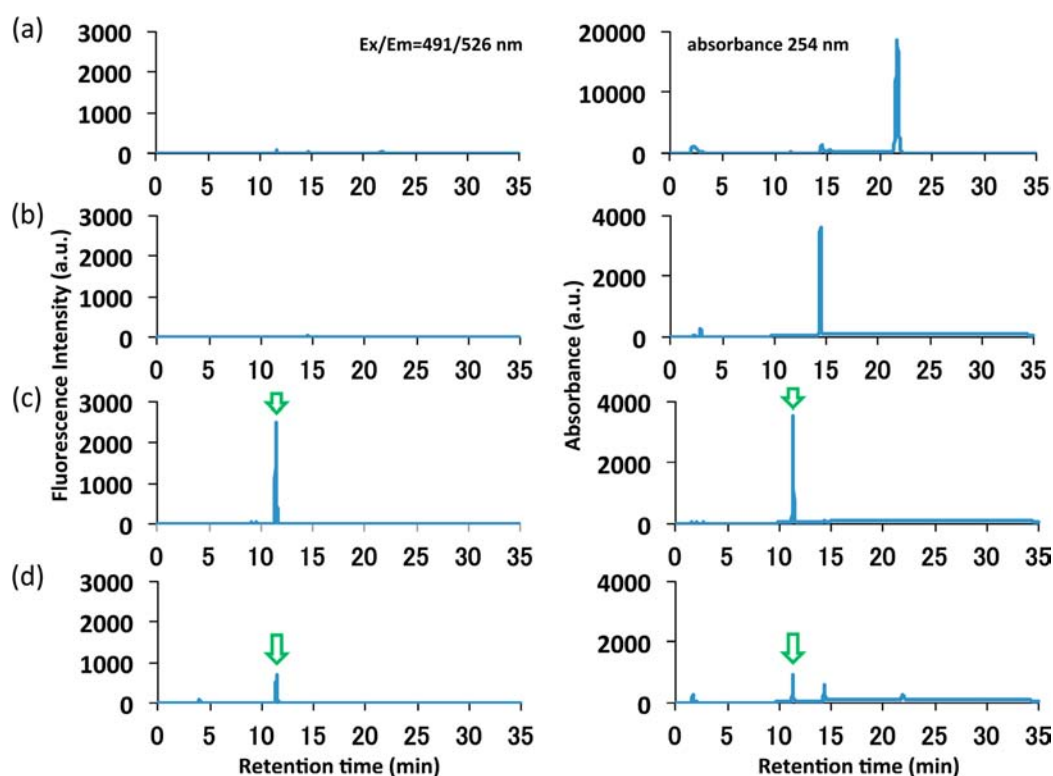 (a)
3000
2000
1000
0
Ex/Em=491/526 nm
0 5 10 15 20 25 30 35
20000
10000
0
absorbance 254 nm
0 5 10 15 20 25 30 35
(b)
3000
2000
1000
0
0 5 10 15 20 25 30 35
4000
2000
0
0 5 10 15 20 25 30 35
Fluorescence Intensity (a.u.)
Absorbance (a.u.)
(c)
3000
2000
1000
0
0 5 10 15 20 25 30 35
4000
2000
0
0 5 10 15 20 25 30 35
(d)
3000
2000
1000
0
0 5 10 15 20 25 30 35
Retention time (min)
4000
2000
0
0 5 10 15 20 25 30 35
Retention time (min)